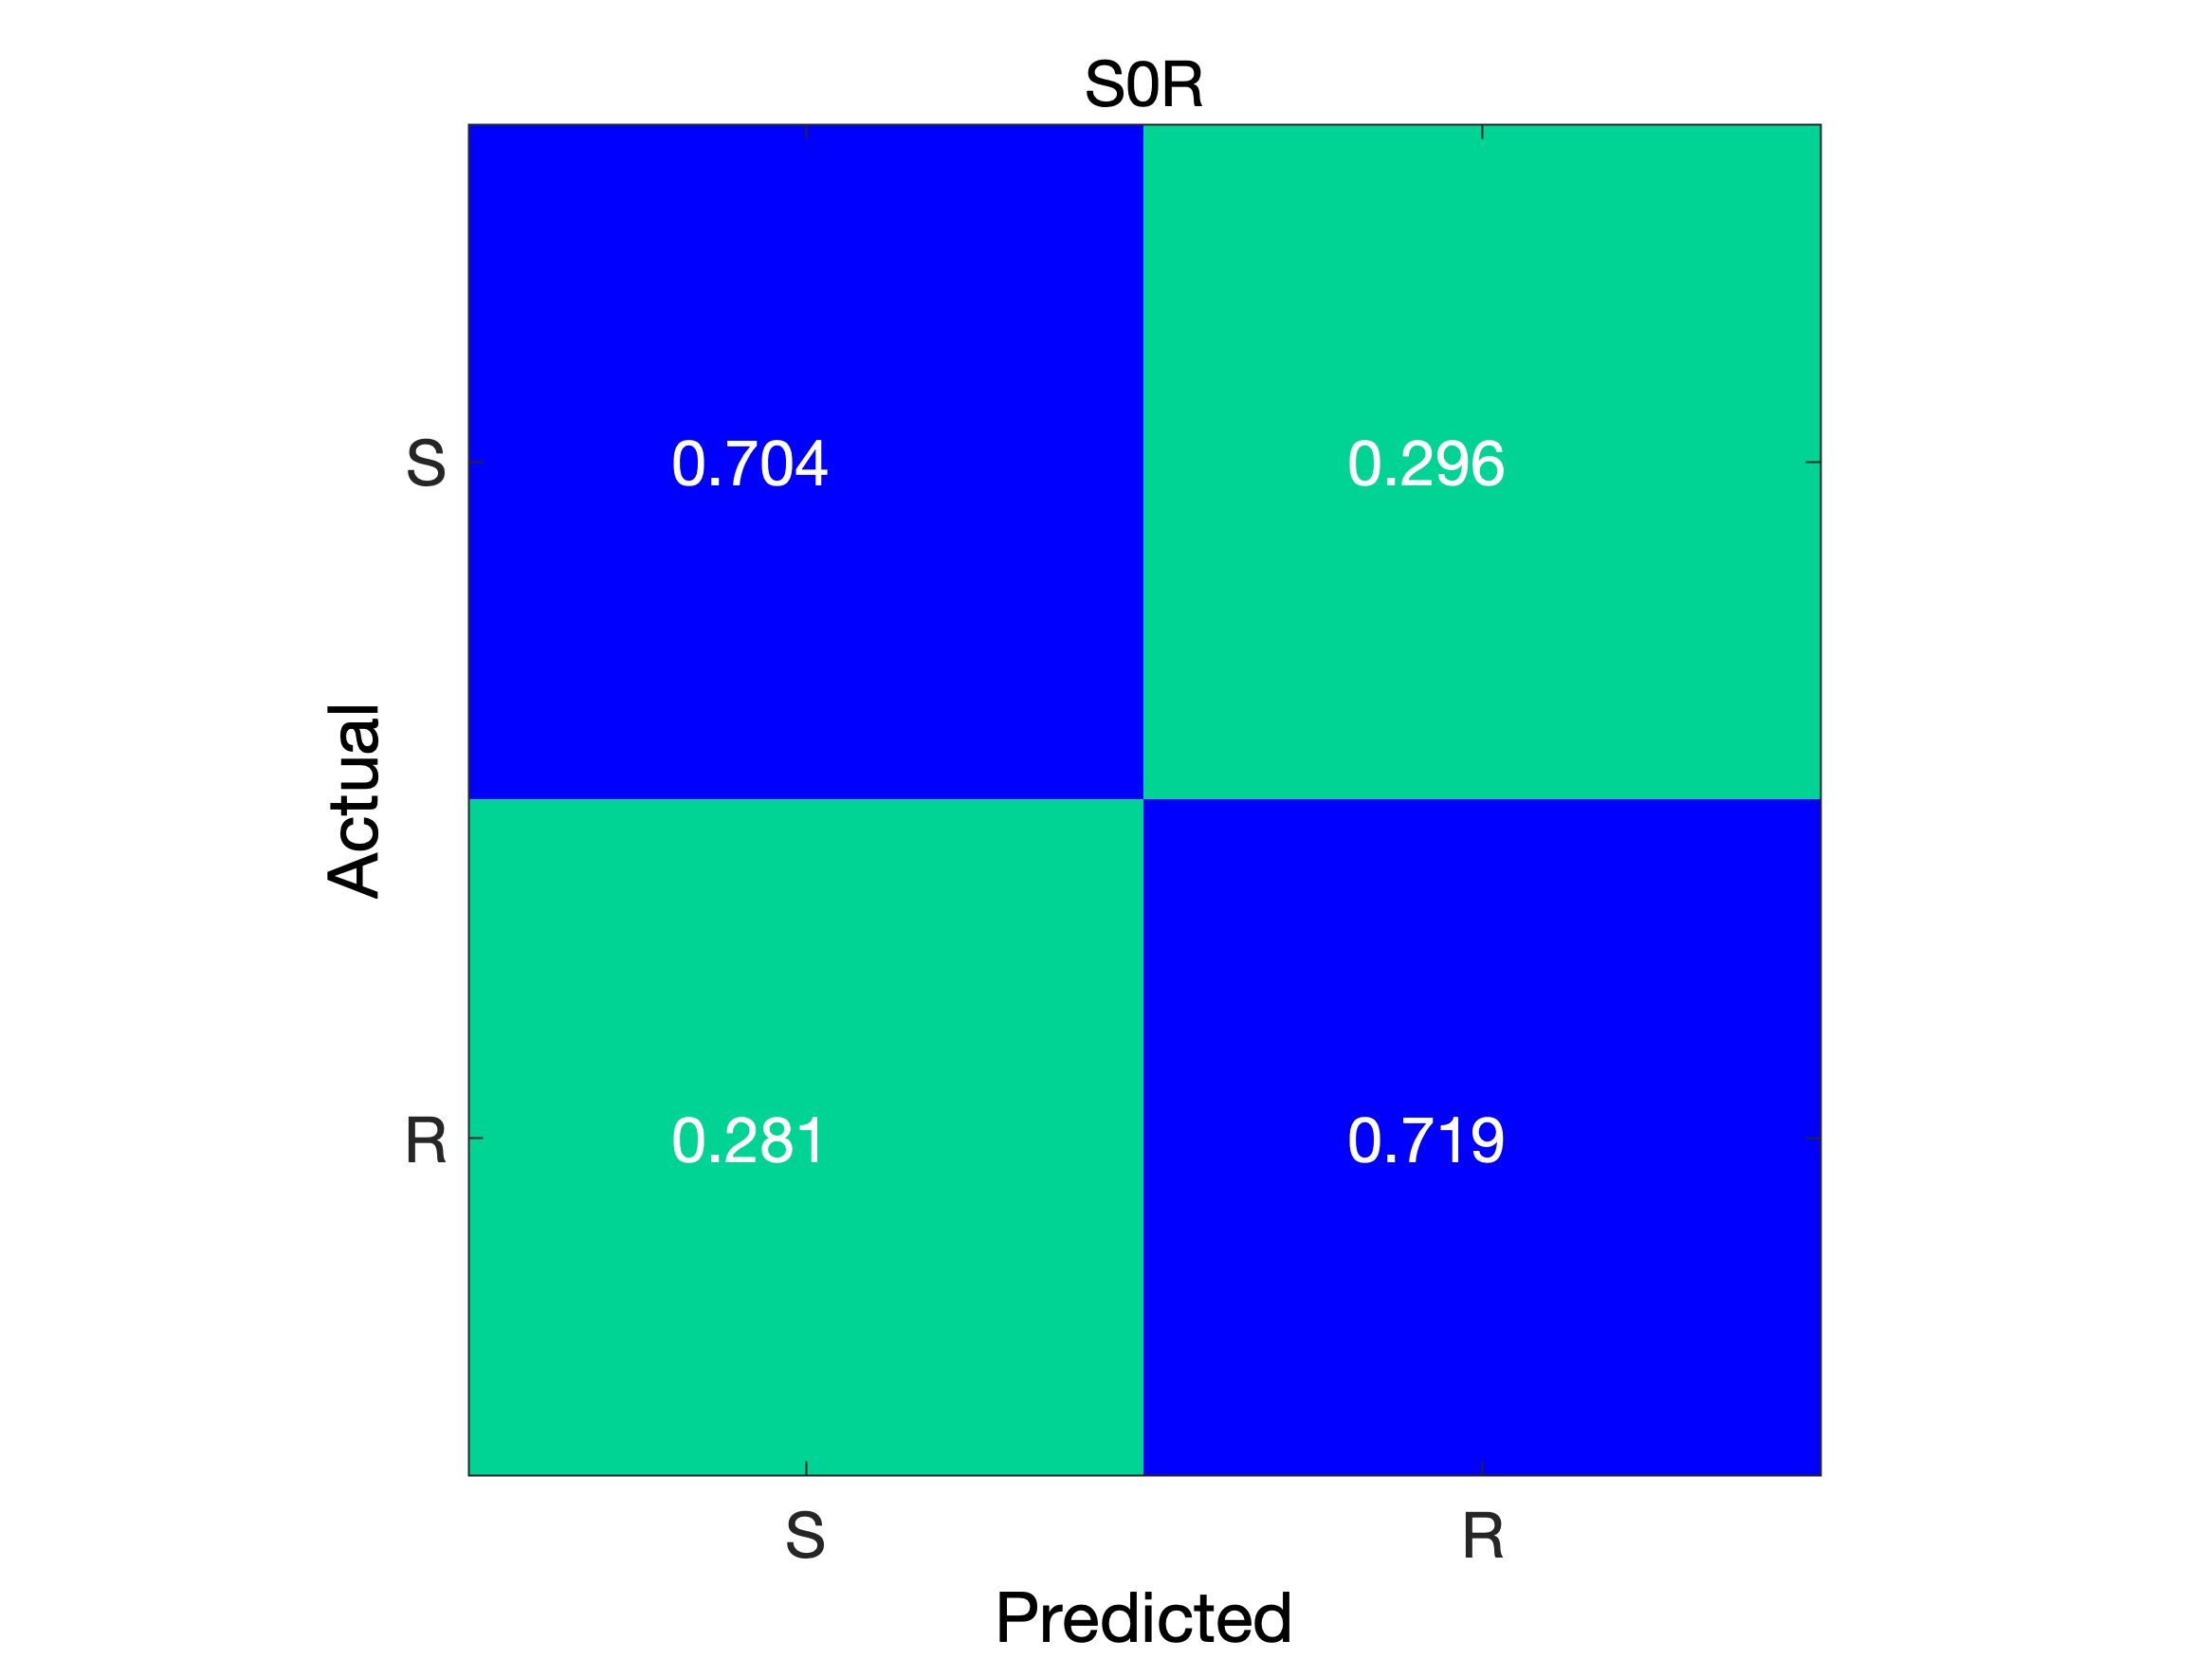 S0R
S 0.704 0.296
Actual
R 0.281 0.719
S R
Predicted